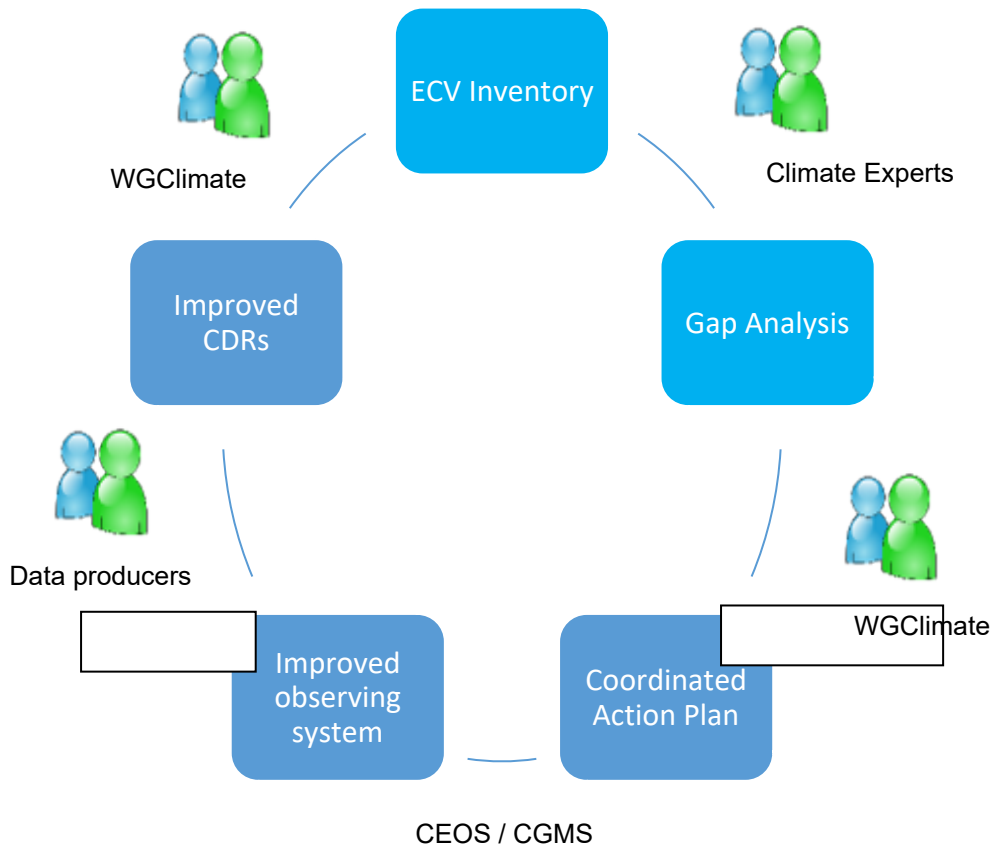 ECV Inventory
WGClimate
Climate Experts
Improved
CDRs
Gap Analysis
Data producers
WGClimate
Improved
observing
system
Coordinated
Action Plan
CEOS / CGMS